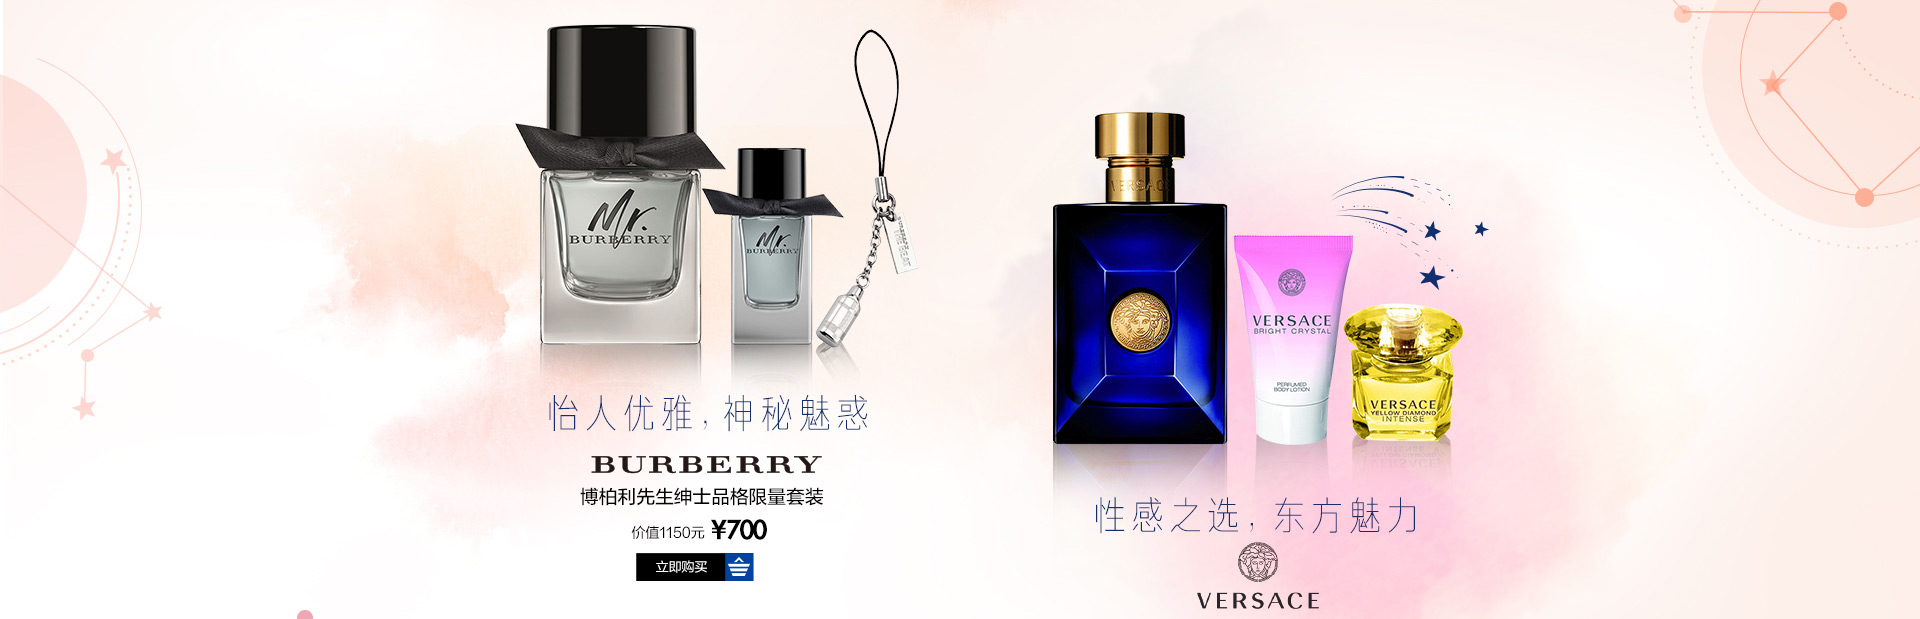 Mr.
BURBERRY
Mr.
BURBERRY
THE BEAT
怡人优雅，神秘魅惑
BURBERRY
博柏利先生绅士品格限量套装
价值1150元 ¥700
立即购买
VERSACE
VERSACE
BRIGHT CRYSTAL
PERFUMED
BODY LOTION
VERSACE
YELLOW DIAMOND
INTENSE
性感之选，东方魅力
VERSACE